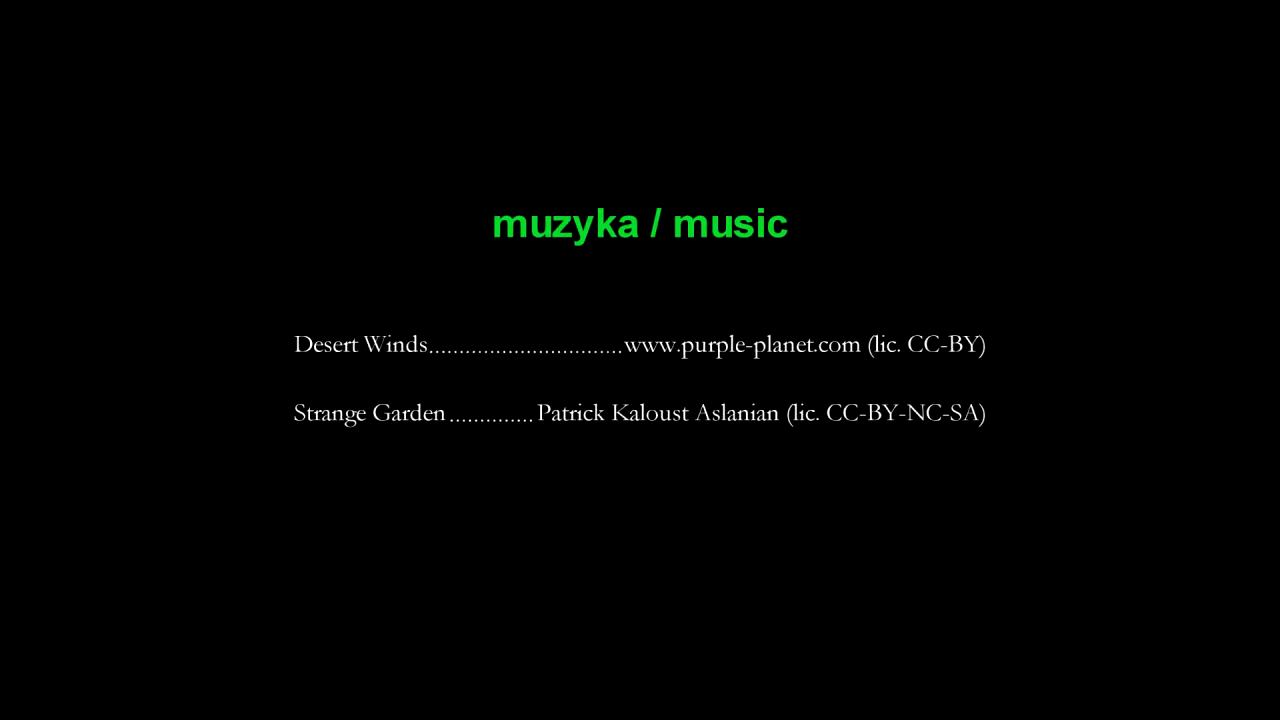 muzyka / music
Desert Winds................................www.purple-planet.com (lic. CC-BY)
Strange Garden .............. Patrick Kaloust Aslanian (lic. CC-BY-NC-SA)